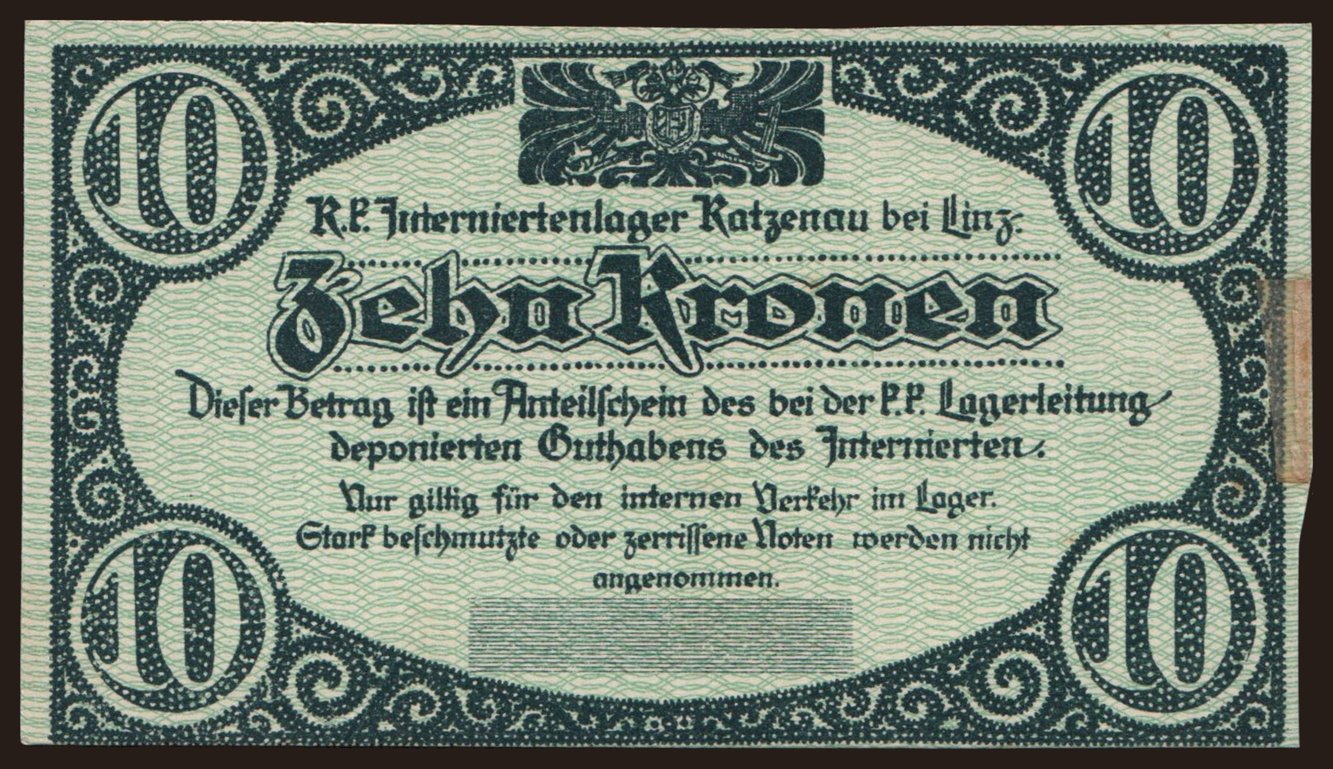 10 10
K.k. Interniertenlager Katzenau bei Linz.
Zehn Kronen
Dieser Betrag ist ein Anteilschein des bei der k.k. Lagerleitung
deponierten Guthabens des Internierten.
Nur giltig für den internen Verkehr im Lager.
Stark beschmutzte oder zerrissene Noten werden nicht
angenommen.
10 10